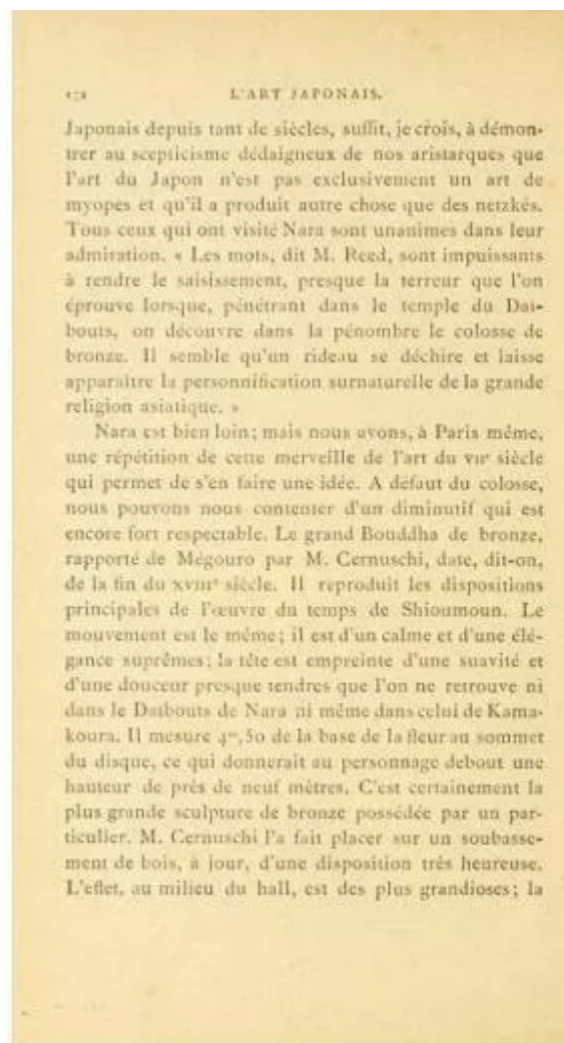 172 L'ART JAPONAIS.
Japonais depuis tant de siècles, suffit, je crois, à démon-
trer au scepticisme dédaigneux de nos aristarques que
l'art du Japon n'est pas exclusivement un art de
myopes et qu'il a produit autre chose que des netzkés.
Tous ceux qui ont visité Nara sont unanimes dans leur
admiration. « Les mots, dit M. Reed, sont impuissants
à rendre le saisissement, presque la terreur que l'on
éprouve lorsque, pénétrant dans le temple du Daï-
bouts, on découvre dans la pénombre le colosse de
bronze. Il semble qu'un rideau se déchire et laisse
apparaître la personnification surnaturelle de la grande
religion asiatique. »
Nara est bien loin; mais nous avons, à Paris même,
une répétition de cette merveille de l'art du VIIe siècle
qui permet de s'en faire une idée. A défaut du colosse,
nous pouvons nous contenter d'un diminutif qui est
encore fort respectable. Le grand Bouddha de bronze,
rapporté de Mégouro par M. Cernuschi, date, dit-on,
de la fin du XVIIIe siècle. Il reproduit les dispositions
principales de l'œuvre du temps de Shioumoun. Le
mouvement est le même; il est d'un calme et d'une élé-
gance suprêmes; la tête est empreinte d'une suavité et
d'une douceur presque tendres que l'on ne retrouve ni
dans le Daïbouts de Nara ni même dans celui de Kama-
koura. Il mesure 4m,50 de la base de la fleur au sommet
du disque, ce qui donnerait au personnage debout une
hauteur de près de neuf mètres. C'est certainement la
plus grande sculpture de bronze possédée par un par-
ticulier. M. Cernuschi l'a fait placer sur un soubasse-
ment de bois, à jour, d'une disposition très heureuse.
L'effet, au milieu du hall, est des plus grandioses; la